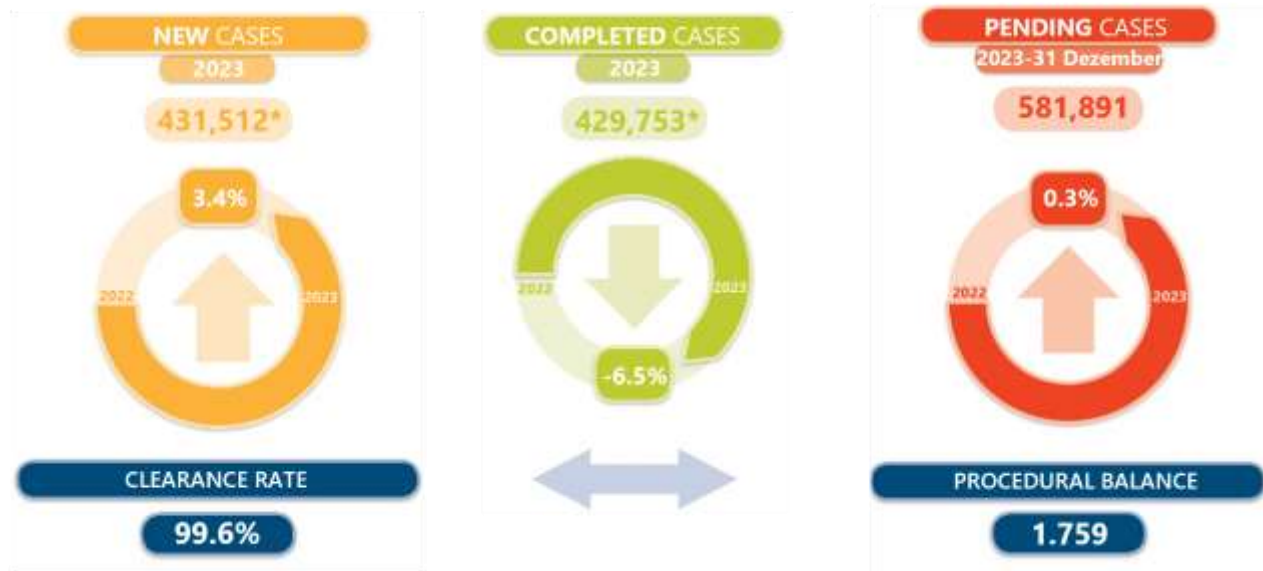 NEW CASES
2023
431,512*
3.4%
2022
2023
CLEARANCE RATE
99.6%
COMPLETED CASES
2023
429,753*
2022
2023
-6.5%
PENDING CASES
2023-31 Dezember
581,891
0.3%
2022
2023
PROCEDURAL BALANCE
1.759